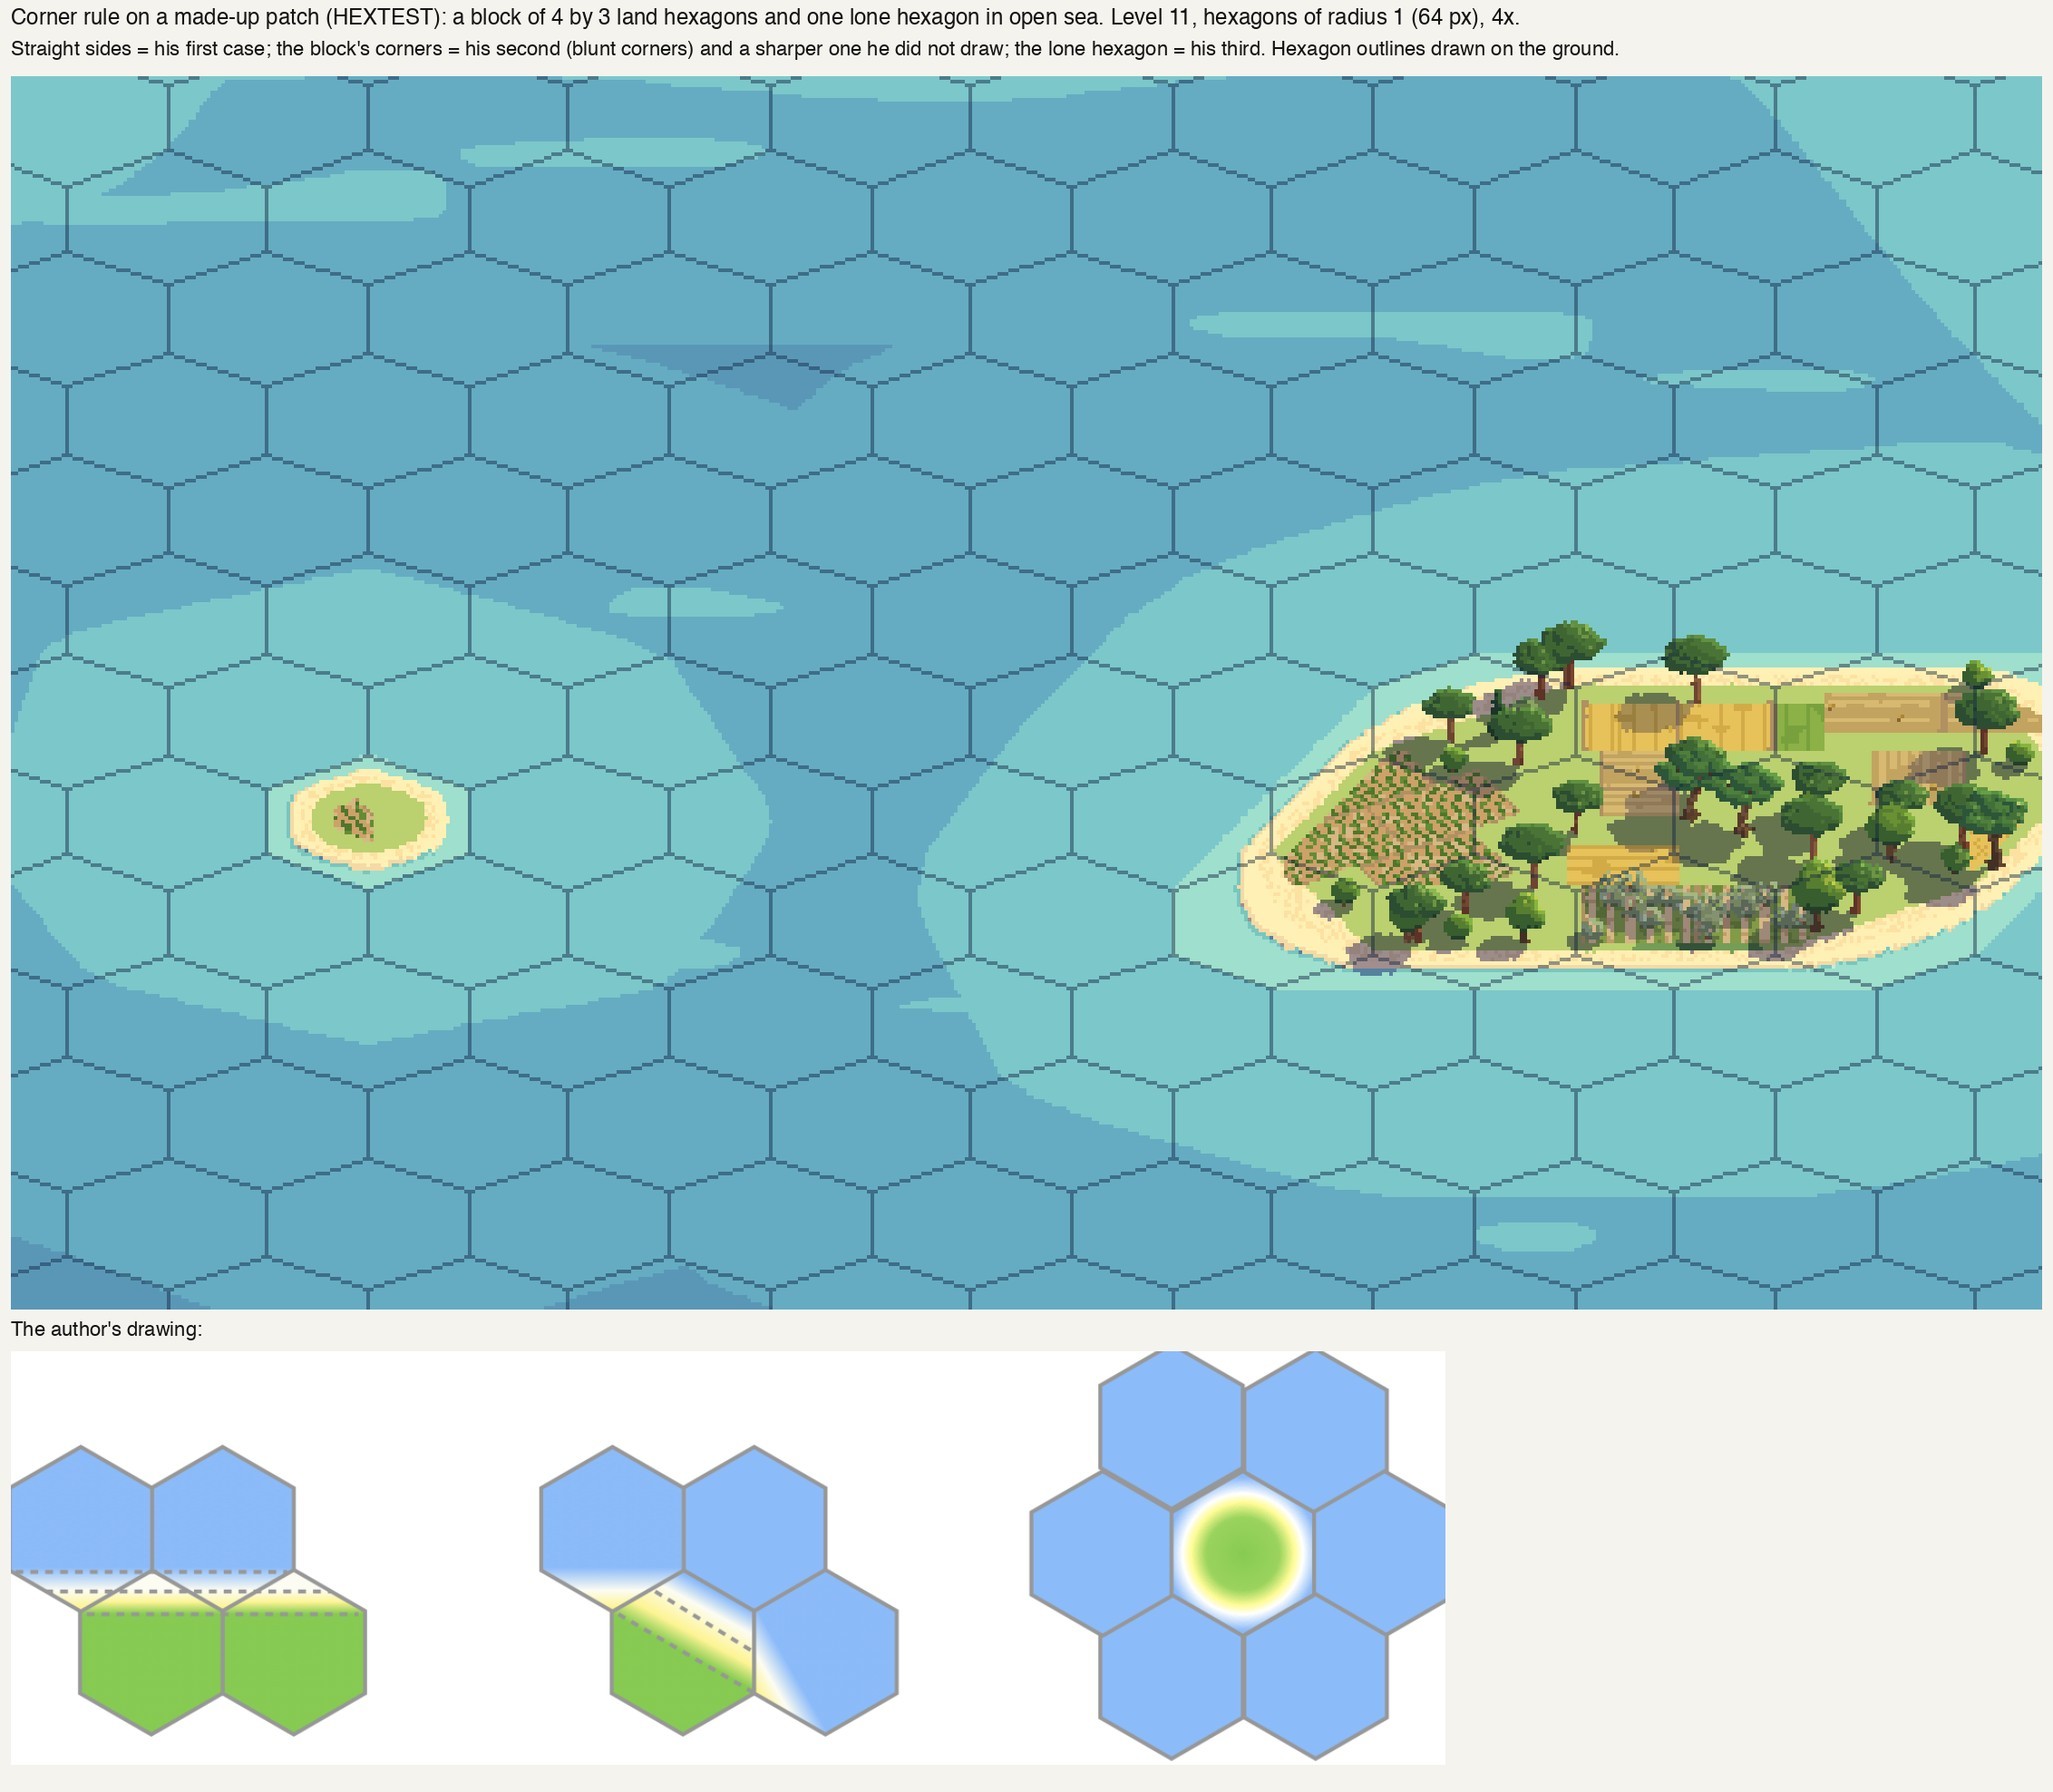 Corner rule on a made-up patch (HEXTEST): a block of 4 by 3 land hexagons and one lone hexagon in open sea. Level 11, hexagons of radius 1 (64 px), 4x.
Straight sides = his first case; the block's corners = his second (blunt corners) and a sharper one he did not draw; the lone hexagon = his third. Hexagon outlines drawn on the ground.
The author's drawing: